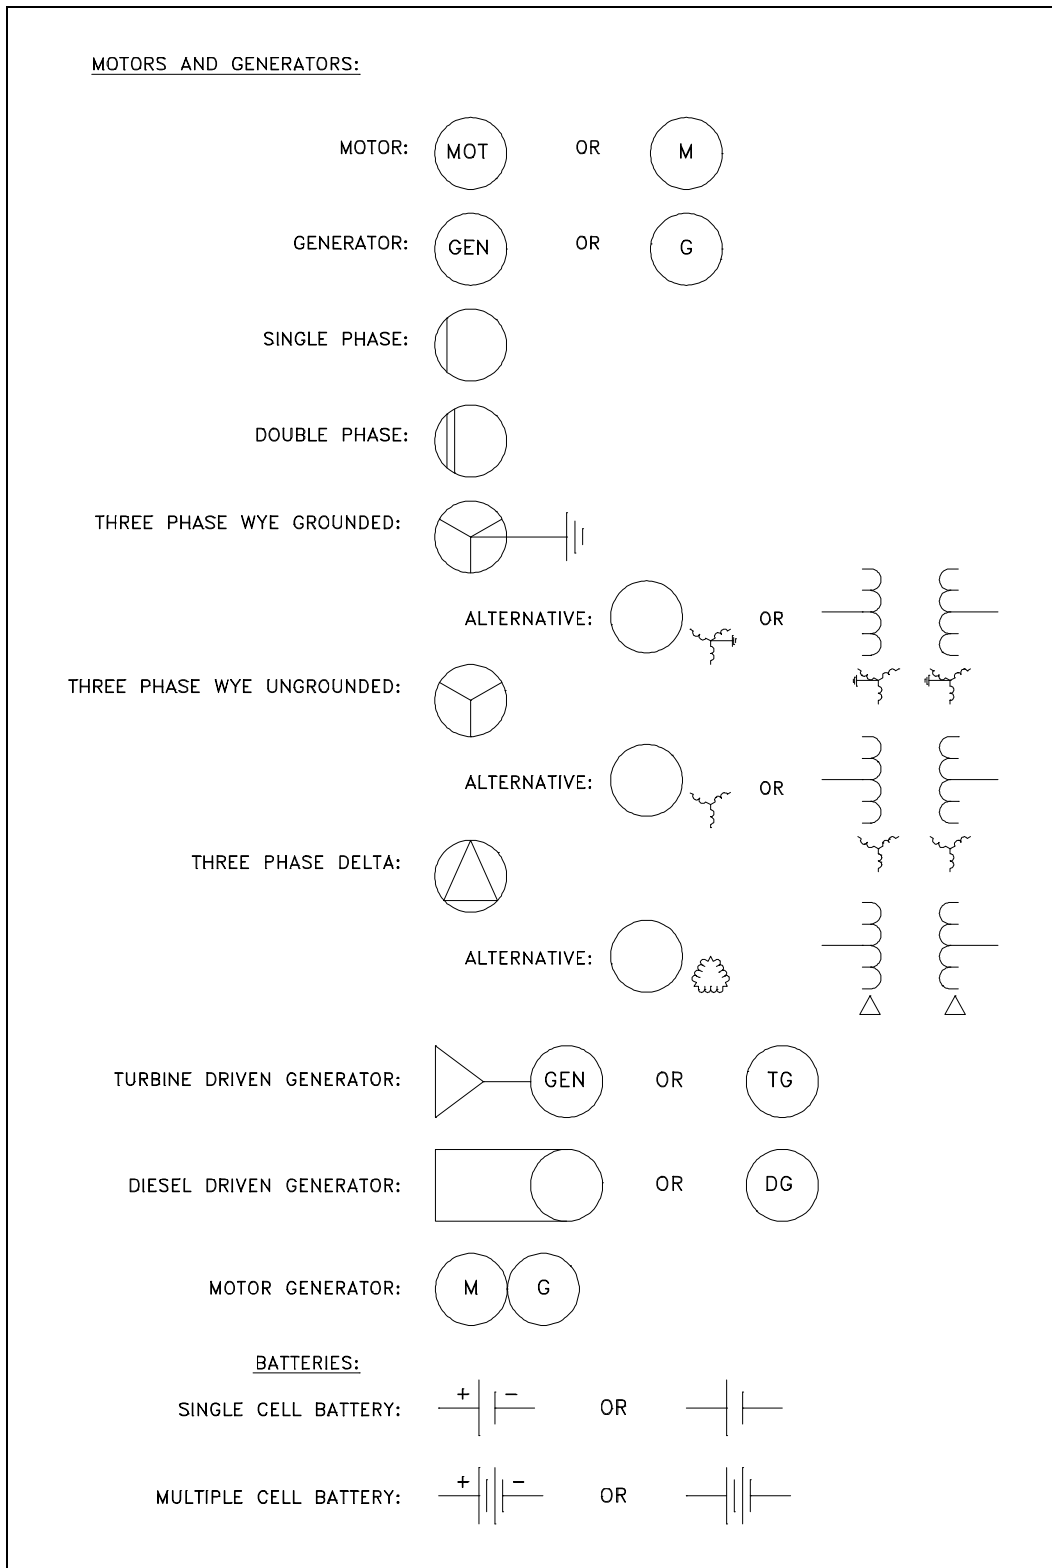 MOTORS AND GENERATORS:
MOTOR: MOT OR M
GENERATOR: GEN OR G
SINGLE PHASE:
DOUBLE PHASE:
THREE PHASE WYE GROUNDED:
ALTERNATIVE: OR
THREE PHASE WYE UNGROUNDED:
ALTERNATIVE: OR
THREE PHASE DELTA:
ALTERNATIVE:
TURBINE DRIVEN GENERATOR: GEN OR TG
DIESEL DRIVEN GENERATOR: OR DG
MOTOR GENERATOR: M G
BATTERIES:
SINGLE CELL BATTERY: + − OR
MULTIPLE CELL BATTERY: + − OR